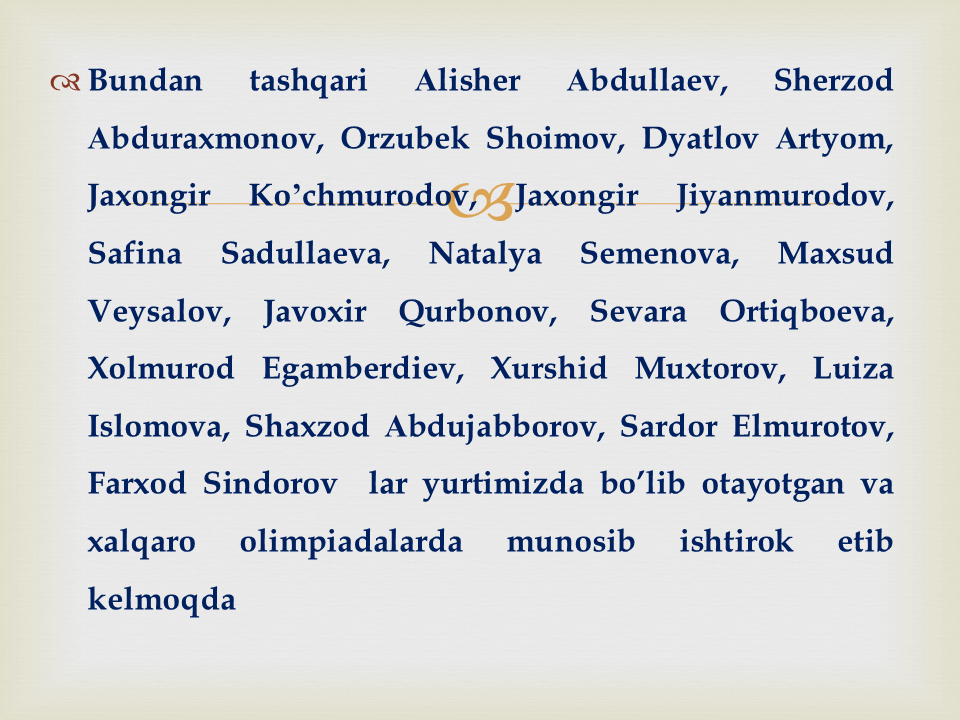 Bundan tashqari Alisher Abdullaev, Sherzod
Abduraxmonov, Orzubek Shoimov, Dyatlov Artyom,
Jaxongir Ko’chmurodov, Jaxongir Jiyanmurodov,
Safina Sadullaeva, Natalya Semenova, Maxsud
Veysalov, Javoxir Qurbonov, Sevara Ortiqboeva,
Xolmurod Egamberdiev, Xurshid Muxtorov, Luiza
Islomova, Shaxzod Abdujabborov, Sardor Elmurotov,
Farxod Sindorov lar yurtimizda bo’lib otayotgan va
xalqaro olimpiadalarda munosib ishtirok etib
kelmoqda